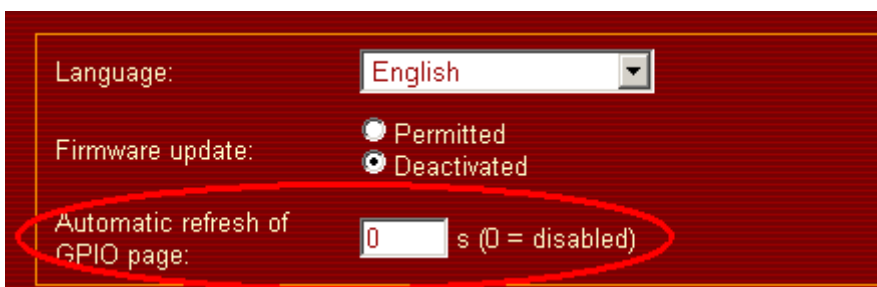 Language:
English
Firmware update:
Permitted
Deactivated
Automatic refresh of
GPIO page:
0
s (0 = disabled)